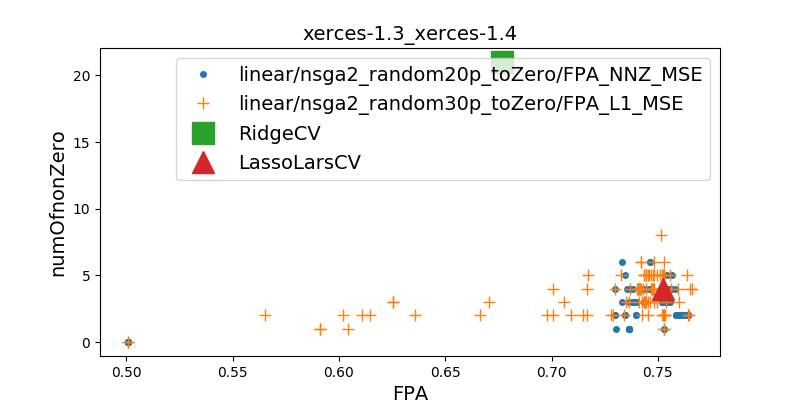 xerces-1.3_xerces-1.4
linear/nsga2_random20p_toZero/FPA_NNZ_MSE
linear/nsga2_random30p_toZero/FPA_L1_MSE
RidgeCV
LassoLarsCV
numOfnonZero
20
15
10
5
0
0.50 0.55 0.60 0.65 0.70 0.75
FPA